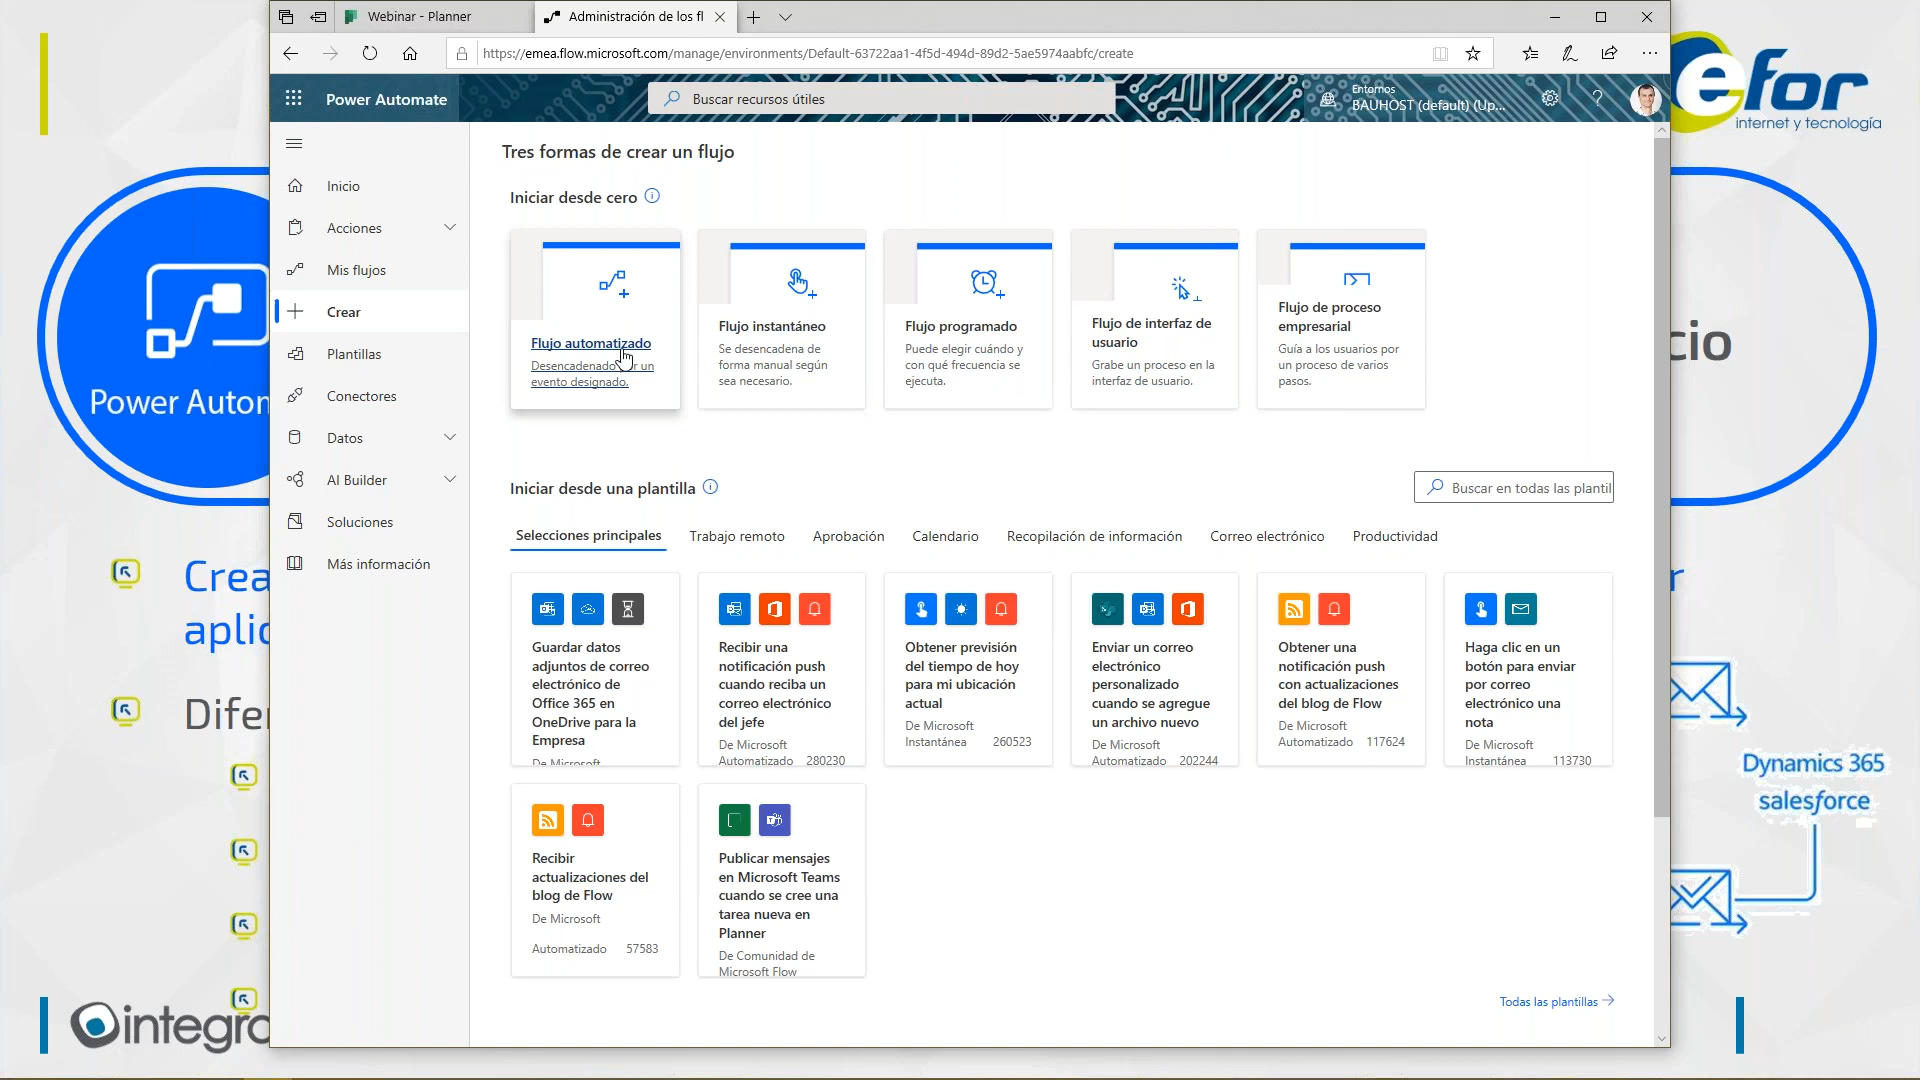 Webinar - Planner
Administración de los fl
https://emea.flow.microsoft.com/manage/environments/Default-63722aa1-4f5d-494d-89d2-5ae5974aabfc/create
Power Automate
Buscar recursos útiles
Entornos
BAUHOST (default) (Up...
efor
internet y tecnología
Inicio
Acciones
Mis flujos
Crear
Plantillas
Conectores
Datos
AI Builder
Soluciones
Más información
Tres formas de crear un flujo
Iniciar desde cero
Flujo automatizado
Desencadenado por un
evento designado.
Flujo instantáneo
Se desencadena de
forma manual según
sea necesario.
Flujo programado
Puede elegir cuándo y
con qué frecuencia se
ejecuta.
Flujo de interfaz de
usuario
Grabe un proceso en la
interfaz de usuario.
Flujo de proceso
empresarial
Guía a los usuarios por
un proceso de varios
pasos.
Iniciar desde una plantilla
Buscar en todas las plantil
Selecciones principales
Trabajo remoto
Aprobación
Calendario
Recopilación de información
Correo electrónico
Productividad
Guardar datos
adjuntos de correo
electrónico de
Office 365 en
OneDrive para la
Empresa
De Microsoft
Recibir una
notificación push
cuando reciba un
correo electrónico
del jefe
De Microsoft
Automatizado 280230
Obtener previsión
del tiempo de hoy
para mi ubicación
actual
De Microsoft
Instantánea 260523
Enviar un correo
electrónico
personalizado
cuando se agregue
un archivo nuevo
De Microsoft
Automatizado 202244
Obtener una
notificación push
con actualizaciones
del blog de Flow
De Microsoft
Automatizado 117624
Haga clic en un
botón para enviar
por correo
electrónico una
nota
De Microsoft
Instantánea 113730
Recibir
actualizaciones del
blog de Flow
De Microsoft
Automatizado 57583
Publicar mensajes
en Microsoft Teams
cuando se cree una
tarea nueva en
Planner
De Comunidad de
Microsoft Flow
Todas las plantillas
Power Autom
cio
Crea
aplic
r
Difer
Dynamics 365
salesforce
integro